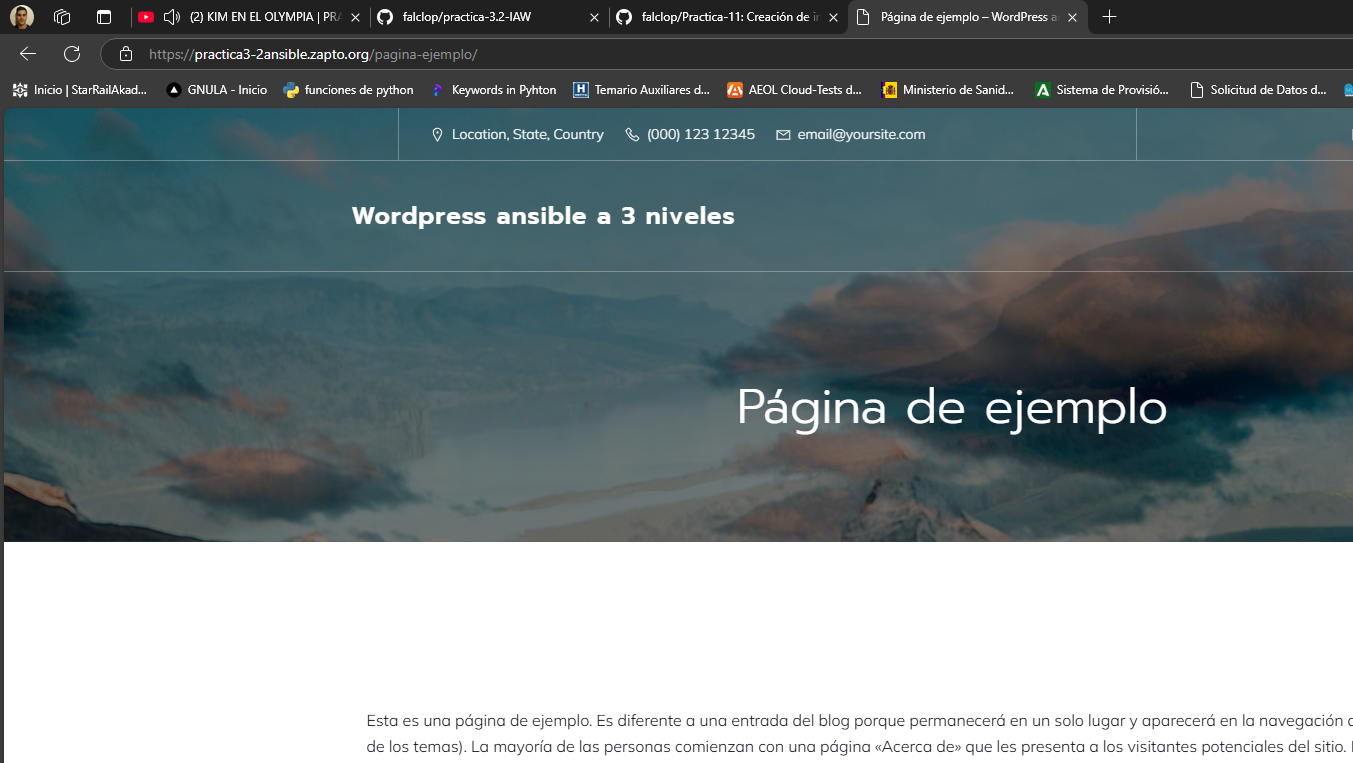 (2) KIM EN EL OLYMPIA | PRA
falclop/practica-3.2-IAW
falclop/Practica-11: Creación de in
Página de ejemplo – WordPress a
https://practica3-2ansible.zapto.org/pagina-ejemplo/
Inicio | StarRailAkad...
GNULA - Inicio
funciones de python
Keywords in Pyhton
Temario Auxiliares d...
AEOL Cloud-Tests d...
Ministerio de Sanid...
Sistema de Provisió...
Solicitud de Datos d...
Location, State, Country
(000) 123 12345
email@yoursite.com
Wordpress ansible a 3 niveles
Página de ejemplo
Esta es una página de ejemplo. Es diferente a una entrada del blog porque permanecerá en un solo lugar y aparecerá en la navegación
de los temas). La mayoría de las personas comienzan con una página «Acerca de» que les presenta a los visitantes potenciales del sitio.